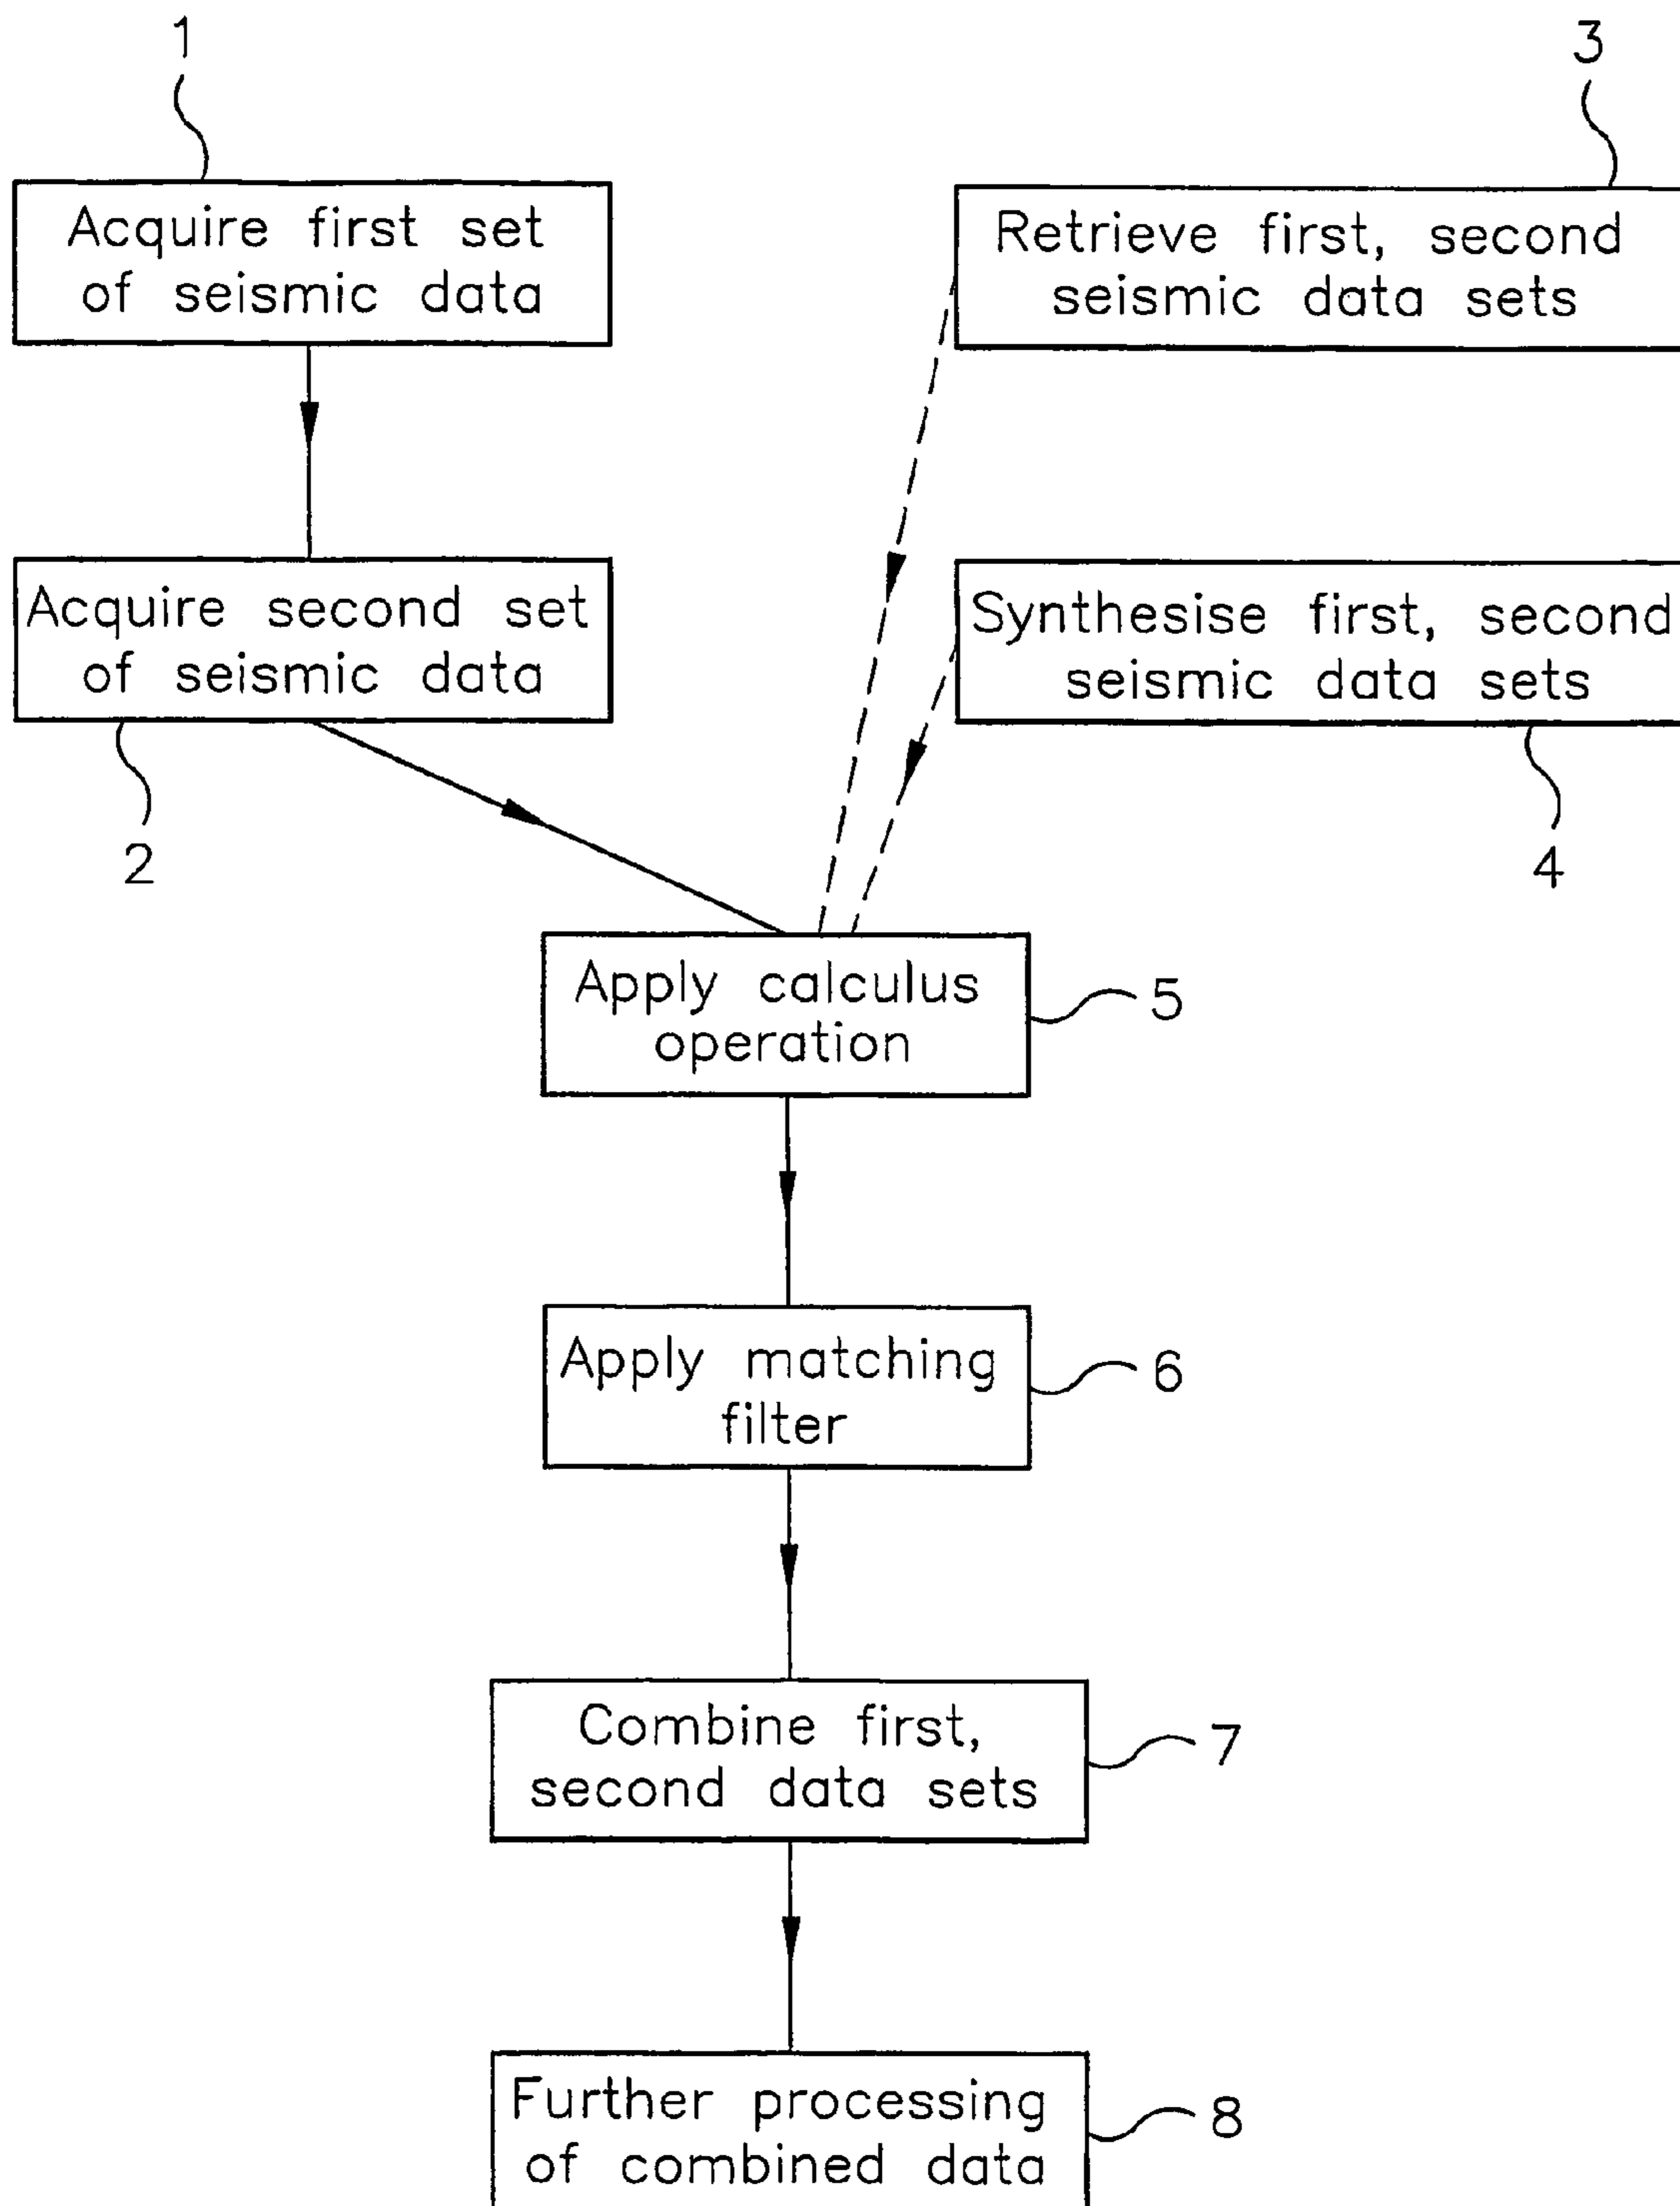 1
3
Acquire first set
of seismic data
Retrieve first, second
seismic data sets
Acquire second set
of seismic data
Synthesise first, second
seismic data sets
2
4
Apply calculus
operation
5
Apply matching
filter
6
Combine first,
second data sets
7
Further processing
of combined data
8